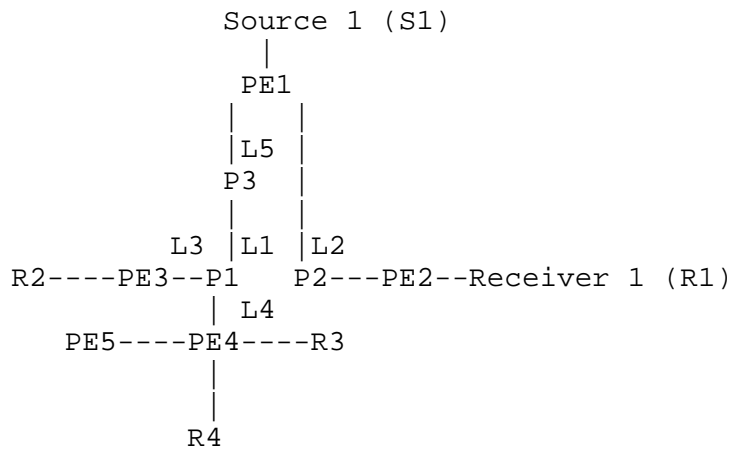 Source 1 (S1)
|
PE1
| |
|L5 |
P3 |
| |
L3 |L1 |L2
R2----PE3--P1 P2---PE2--Receiver 1 (R1)
| L4
PE5----PE4----R3
|
|
R4